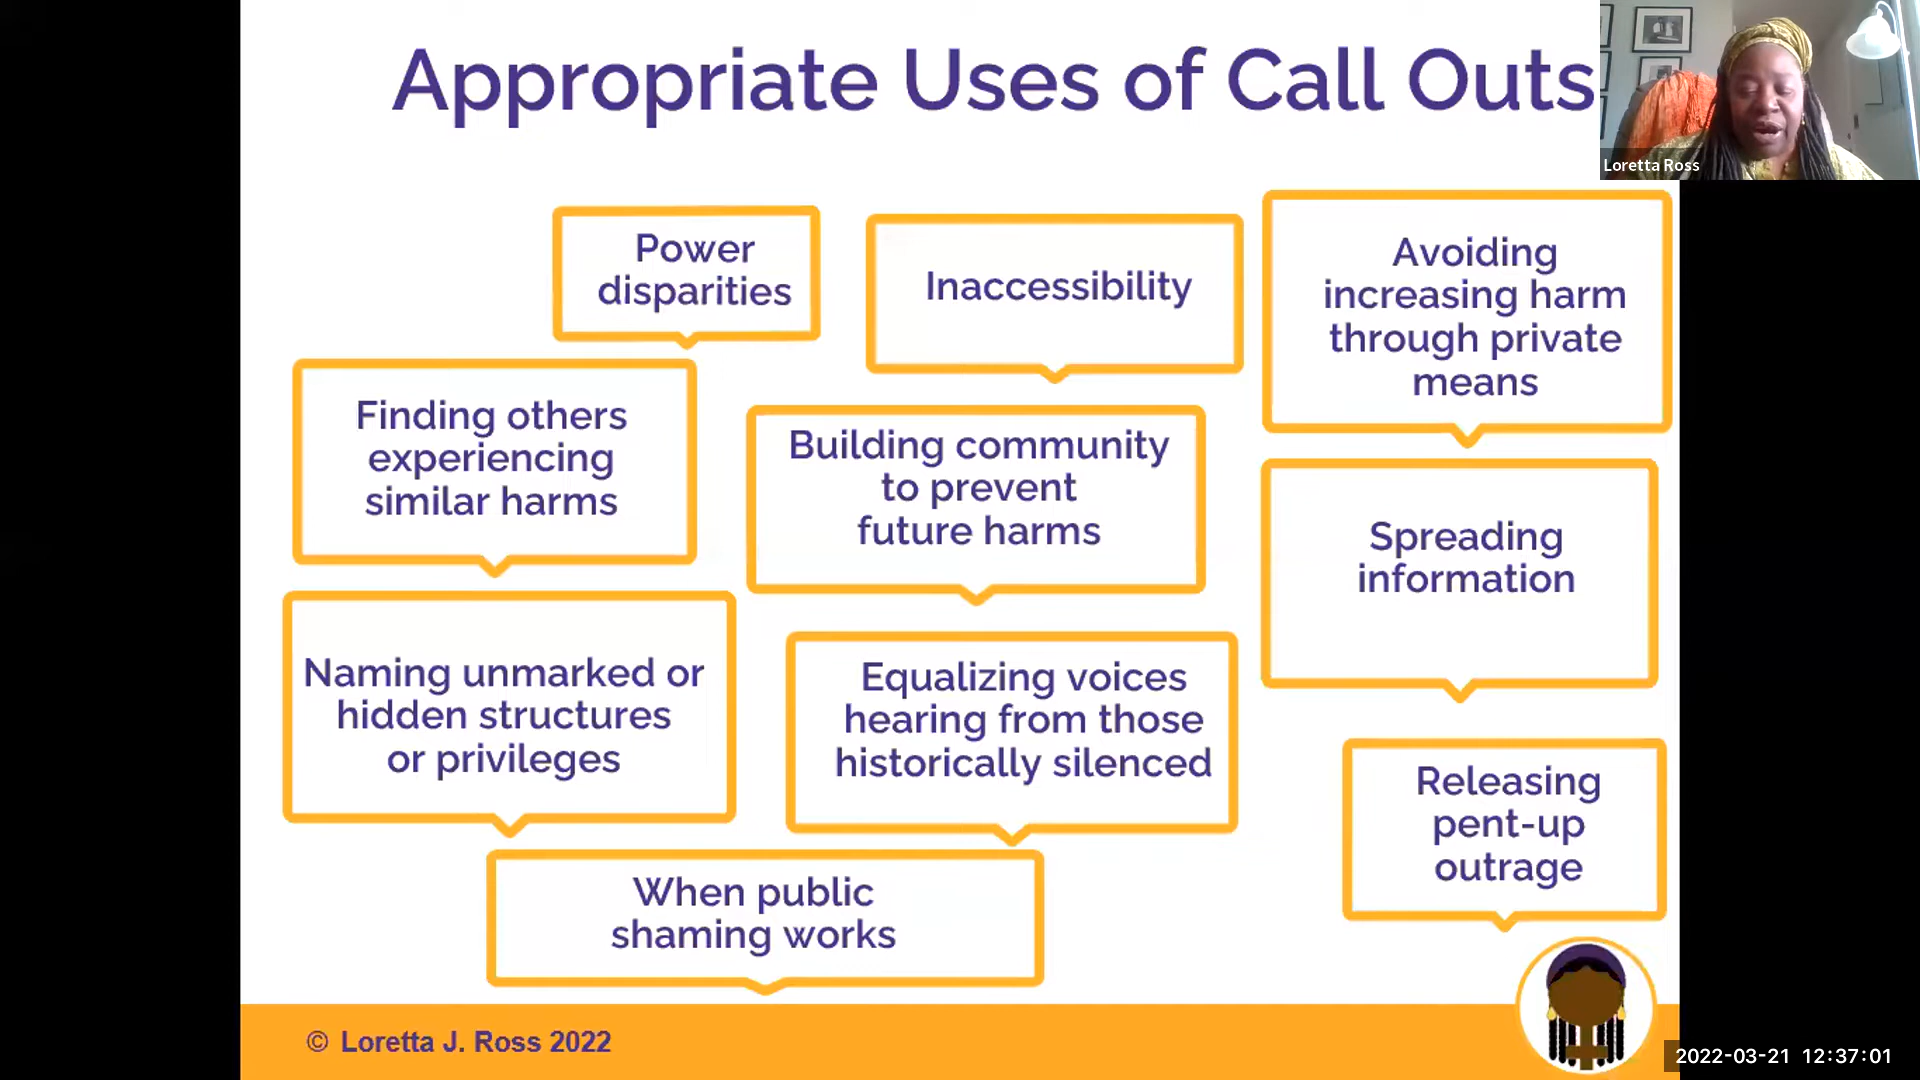 Appropriate Uses of Call Outs
Loretta Ross
Power
disparities
Inaccessibility
Avoiding
increasing harm
through private
means
Finding others
experiencing
similar harms
Building community
to prevent
future harms
Spreading
information
Naming unmarked or
hidden structures
or privileges
Equalizing voices
hearing from those
historically silenced
Releasing
pent-up
outrage
When public
shaming works
© Loretta J. Ross 2022
2022-03-21 12:37:01